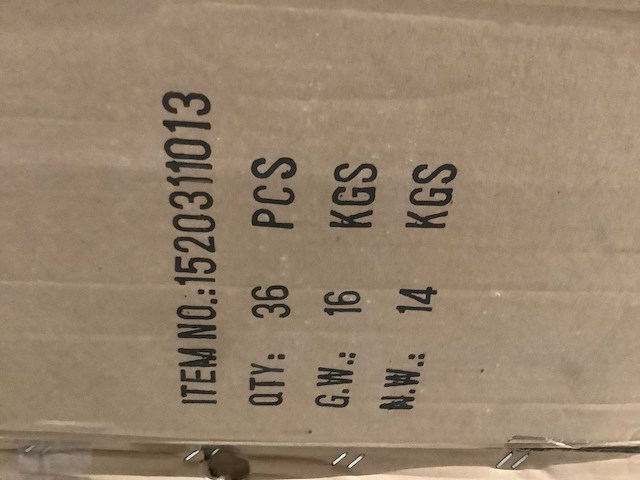 ITEM NO.:1520311013
QTY: 36 PCS
G.W.: 16 KGS
N.W.: 14 KGS